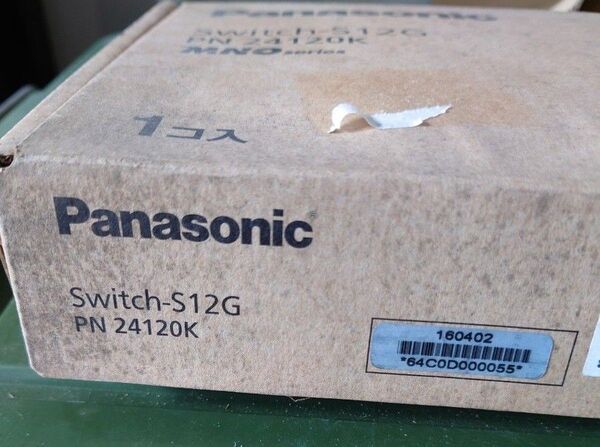 Panasonic
Switch-S12G
PN 24120K
MNO series
1コ入
Panasonic
Switch-S12G
PN 24120K
160402
*64C0D000055*